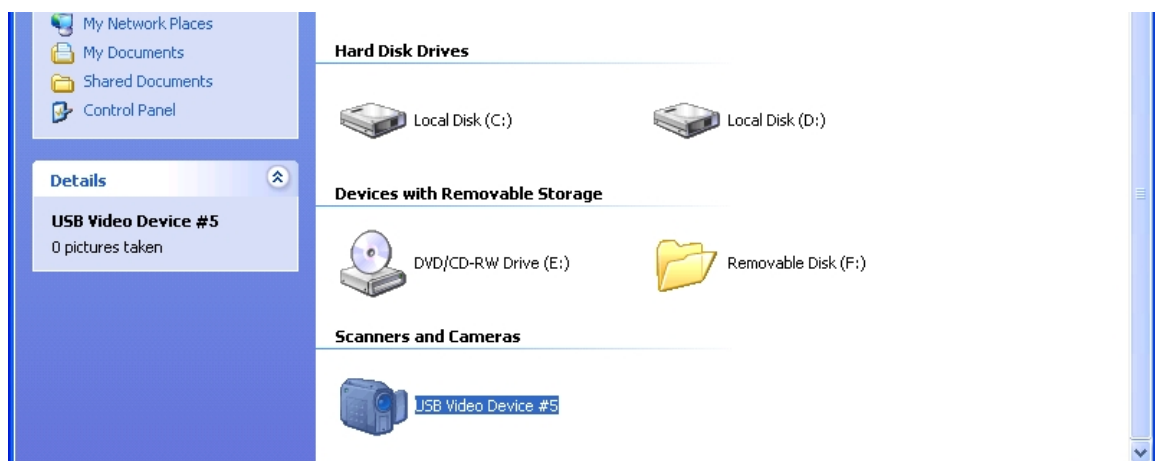 My Network Places
My Documents
Shared Documents
Control Panel
Details
USB Video Device #5
0 pictures taken
Hard Disk Drives
Local Disk (C:)
Local Disk (D:)
Devices with Removable Storage
DVD/CD-RW Drive (E:)
Removable Disk (F:)
Scanners and Cameras
USB Video Device #5